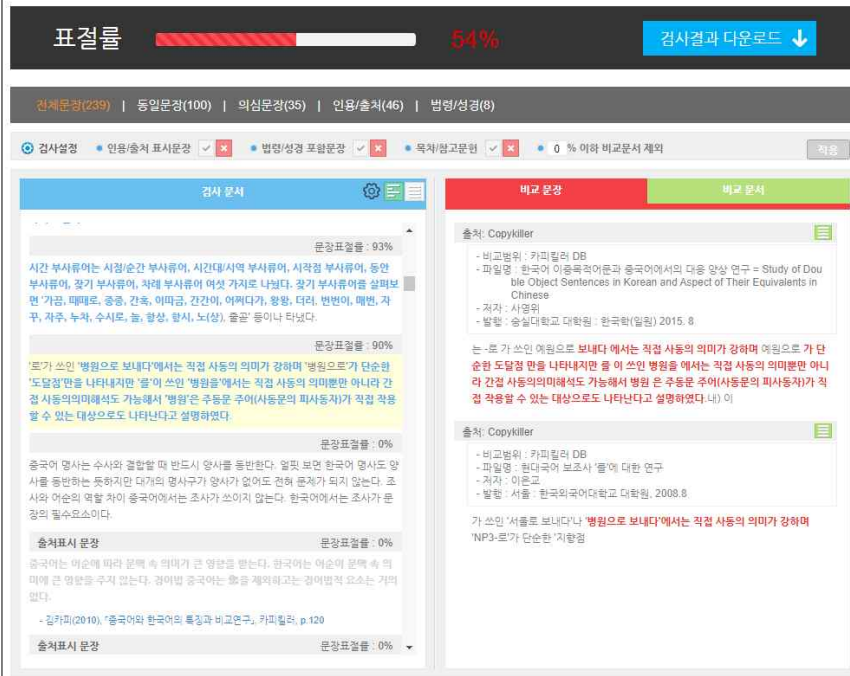 표절률 54% 검사결과 다운로드
전체문장(239) | 동일문장(100) | 의심문장(35) | 인용/출처(46) | 법령/성경(8)
검사설정 인용/출처 표시문장 법령/성경 포함문장 목차/참고문헌 0 % 이하 비교문서 제외 적용
검사 문서
문장표절률 : 93%
시간 부사류어는 시점/순간 부사류어, 시간대/시역 부사류어, 시작점 부사류어, 동안
부사류어, 잦기 부사류어, 차례 부사류어 여섯 가지로 나눴다. 잦기 부사류어를 살펴보
면 '가끔, 때때로, 종종, 간혹, 이따금, 간간이, 어쩌다가, 왕왕, 더러, 번번이, 매번, 자
꾸, 자주, 누차, 수시로, 늘, 항상, 항시, 노(상), 줄곧' 등이나 타났다.
문장표절률 : 90%
'로'가 쓰인 '병원으로 보내다'에서는 직접 사동의 의미가 강하며 '병원으로'가 단순한
'도달점'만을 나타내지만 '를'이 쓰인 '병원을'에서는 직접 사동의 의미뿐만 아니라 간
접 사동의의미해석도 가능해서 '병원'은 주동문 주어(사동문의 피사동자)가 직접 작용
할 수 있는 대상으로도 나타난다고 설명하였다.
문장표절률 : 0%
중국어 명사는 수사와 결합할 때 반드시 양사를 동반한다. 얼핏 보면 한국어 명사도 양
사를 동반하는 듯하지만 대개의 명사구가 양사가 없어도 전혀 문제가 되지 않는다. 조
사와 어순의 역할 차이 중국어에서는 조사가 쓰이지 않는다. 한국어에서는 조사가 문
장의 필수요소이다.
출처표시 문장 문장표절률 : 0%
중국어는 어순에 따라 문맥 속 의미가 큰 영향을 받는다. 한국어는 어순이 문맥 속 의
미에 큰 영향을 주지 않는다. 경어법 중국어는 您을 제외하고는 경어법적 요소는 거의
없다.
- 김카피(2010), 「중국어와 한국어의 특징과 비교연구」, 카피킬러, p.120
출처표시 문장 문장표절률 : 0%
비교 문장 비교 문서
출처: Copykiller
- 비교범위 : 카피킬러 DB
- 파일명 : 한국어 이중목적어문과 중국어에서의 대응 양상 연구 = Study of Dou
ble Object Sentences in Korean and Aspect of Their Equivalents in
Chinese
- 저자 : 사영위
- 발행 : 숭실대학교 대학원 : 한국학(일원) 2015. 8
는 -로 가 쓰인 예원으로 보내다 에서는 직접 사동의 의미가 강하며 예원으로 가 단
순한 도달점 만을 나타내지만 를 이 쓰인 병원을 에서는 직접 사동의 의미뿐만 아니
라 간접 사동의의미해석도 가능해서 병원 은 주동문 주어(사동문의 피사동자)가 직
접 작용할 수 있는 대상으로도 나타난다고 설명하였다.내) 이
출처: Copykiller
- 비교범위 : 카피킬러 DB
- 파일명 : 현대국어 보조사 '를'에 대한 연구
- 저자 : 이은교
- 발행 : 서울 : 한국외국어대학교 대학원, 2008.8
가 쓰인 '서울로 보내다'나 '병원으로 보내다'에서는 직접 사동의 의미가 강하며
'NP3-로'가 단순한 '지향점